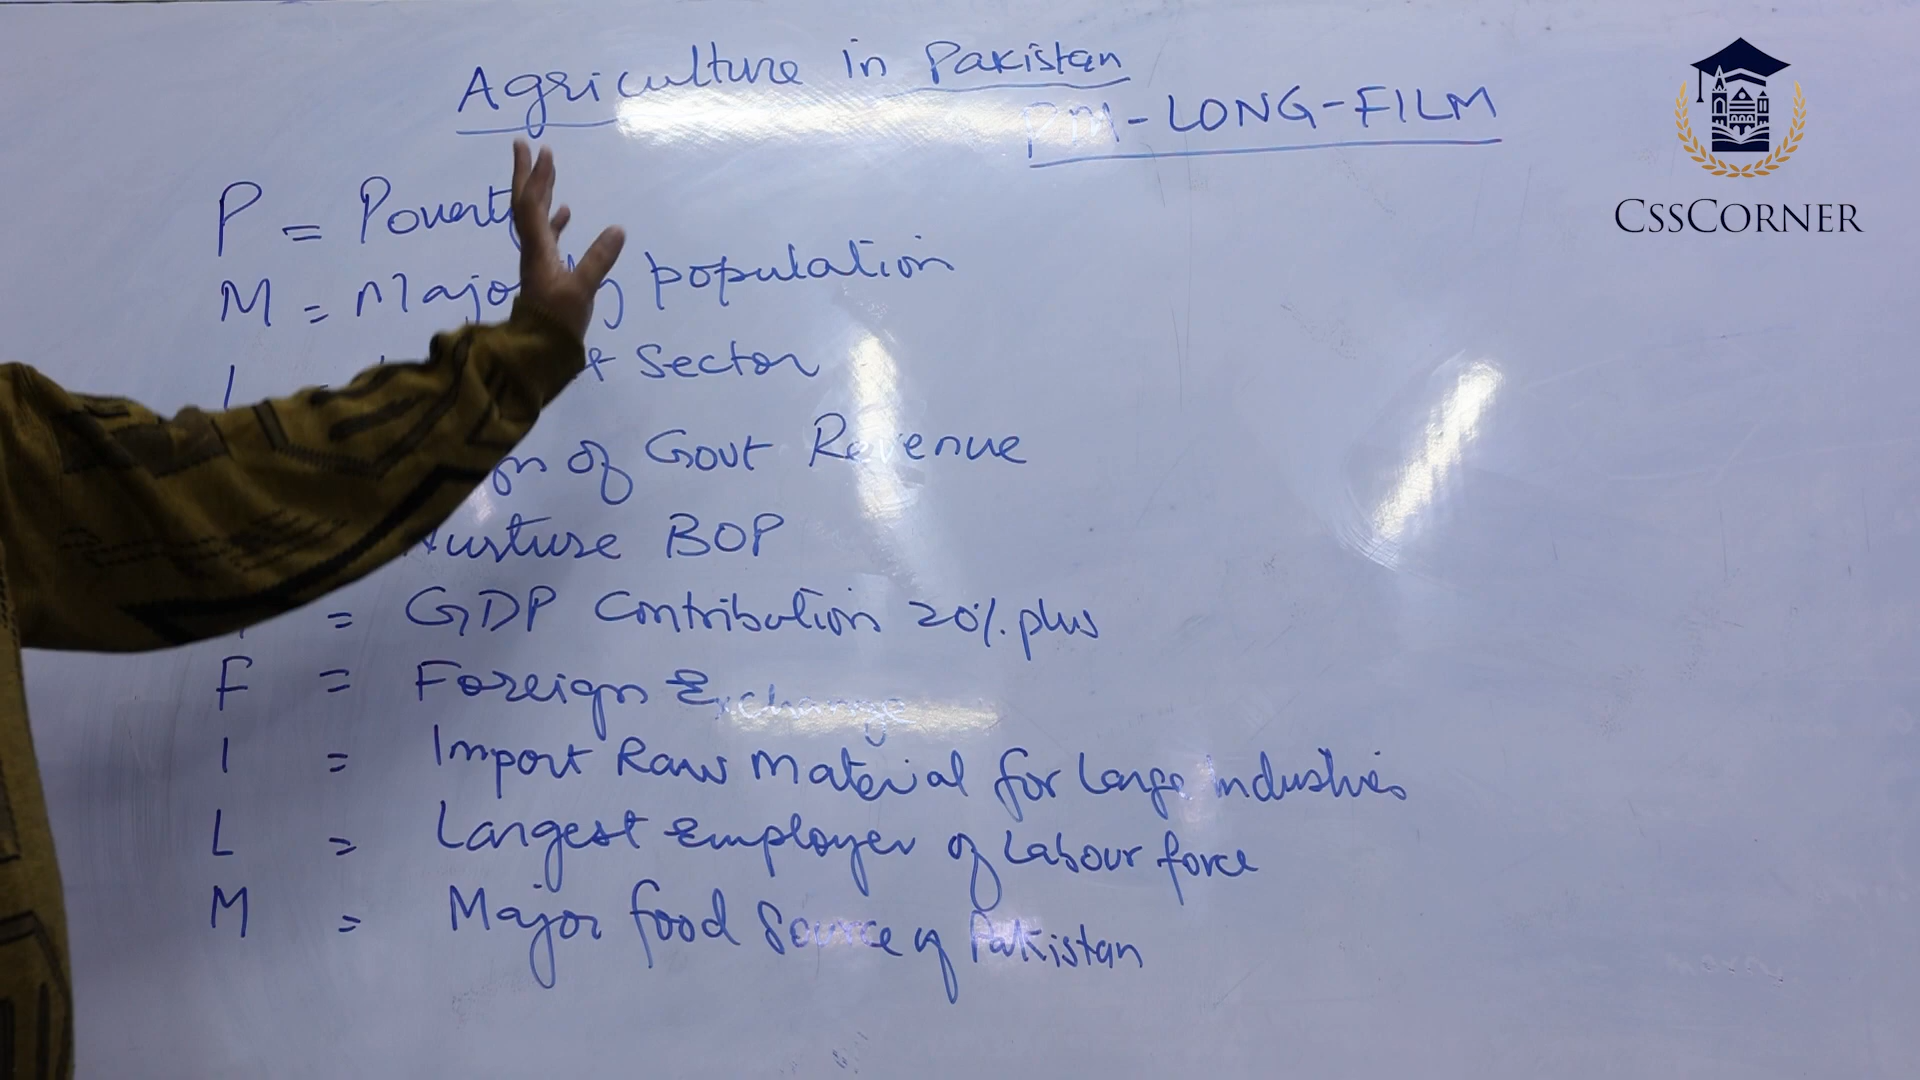 Agriculture in Pakistan
PM-LONG-FILM
CSSCORNER
P = Poverty
M = population
L Sector
of Govt Revenue
Nurture BOP
= GDP Contribution 20% plus
F = Foreign Exchange
I = Import Raw Material for Large Industries
L = Largest Employer of Labour force
M = Major food Source of Pakistan